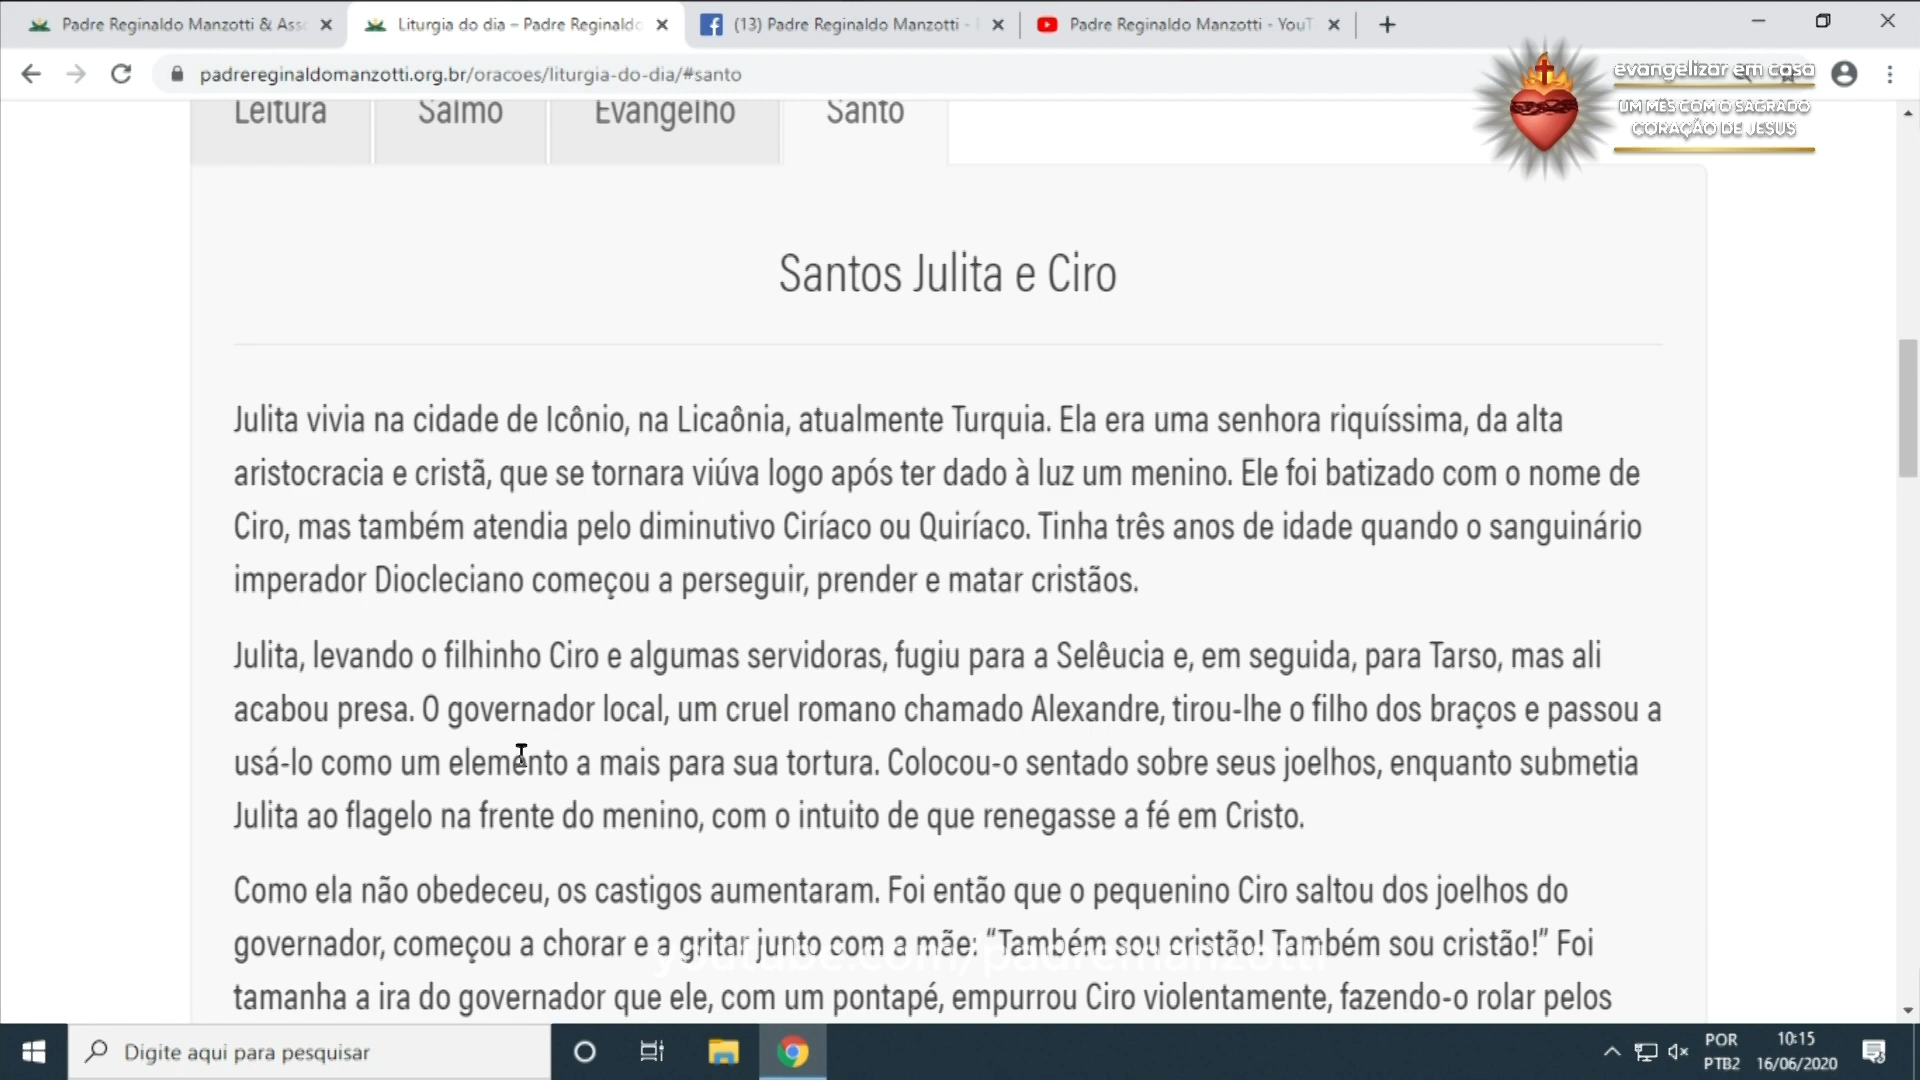 Padre Reginaldo Manzotti & Asso
Liturgia do dia – Padre Reginaldo
(13) Padre Reginaldo Manzotti -
Padre Reginaldo Manzotti - YouT
padrereginaldomanzotti.org.br/oracoes/liturgia-do-dia/#santo
evangelizar em casa
UM MÊS COM O SAGRADO
CORAÇÃO DE JESUS
Leitura
Salmo
Evangelho
Santo
Santos Julita e Ciro
Julita vivia na cidade de Icônio, na Licaônia, atualmente Turquia. Ela era uma senhora riquíssima, da alta
aristocracia e cristã, que se tornara viúva logo após ter dado à luz um menino. Ele foi batizado com o nome de
Ciro, mas também atendia pelo diminutivo Ciríaco ou Quiríaco. Tinha três anos de idade quando o sanguinário
imperador Diocleciano começou a perseguir, prender e matar cristãos.
Julita, levando o filhinho Ciro e algumas servidoras, fugiu para a Selêucia e, em seguida, para Tarso, mas ali
acabou presa. O governador local, um cruel romano chamado Alexandre, tirou-lhe o filho dos braços e passou a
usá-lo como um elemento a mais para sua tortura. Colocou-o sentado sobre seus joelhos, enquanto submetia
Julita ao flagelo na frente do menino, com o intuito de que renegasse a fé em Cristo.
Como ela não obedeceu, os castigos aumentaram. Foi então que o pequenino Ciro saltou dos joelhos do
governador, começou a chorar e a gritar junto com a mãe: “Também sou cristão! Também sou cristão!” Foi
youtube.com/padremanzotti
tamanha a ira do governador que ele, com um pontapé, empurrou Ciro violentamente, fazendo-o rolar pelos
Digite aqui para pesquisar
POR
PTB2
10:15
16/06/2020